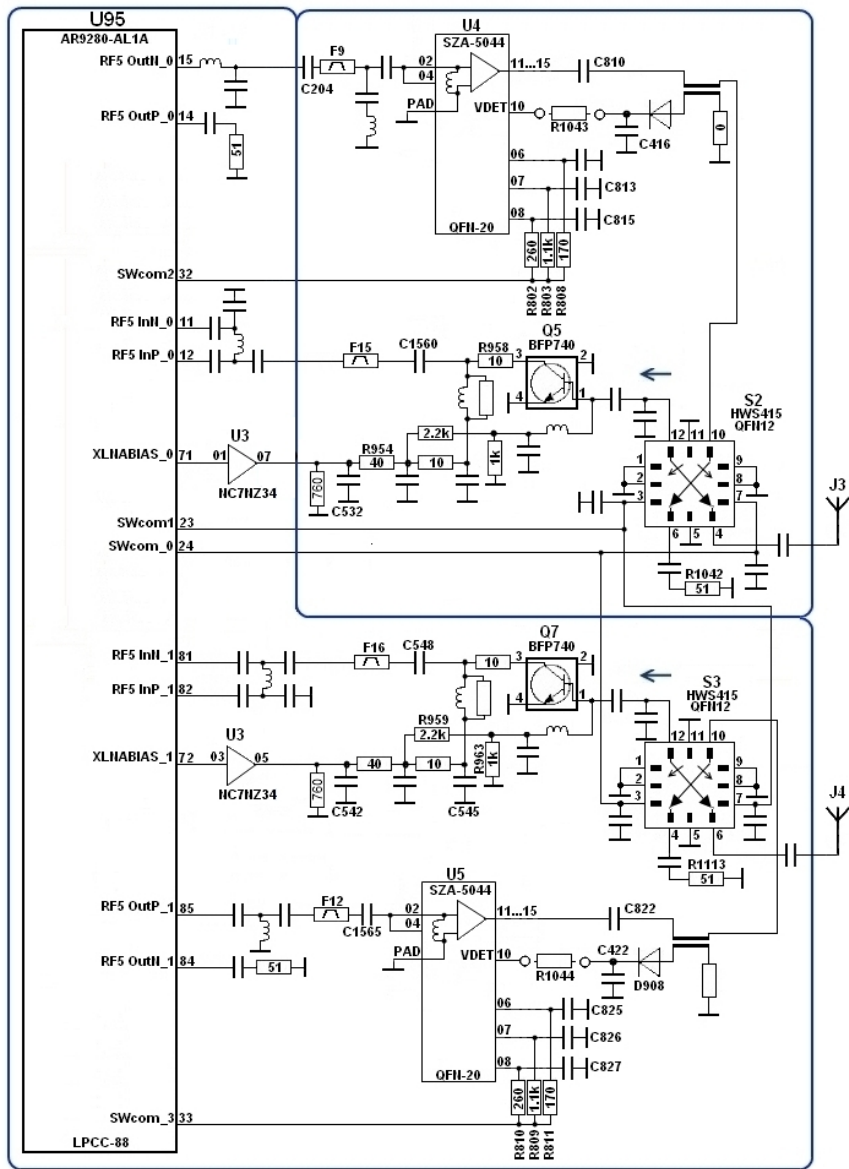 U95
AR9280-AL1A
RF5 OutN_0 15
RF5 OutP_0 14
51
SWcom2 32
RF5 InN_0 11
RF5 InP_0 12
XLNABIAS_0 71
SWcom1 23
SWcom_0 24
RF5 InN_1 81
RF5 InP_1 82
XLNABIAS_1 72
RF5 OutP_1 85
RF5 OutN_1 84
51
SWcom_3 33
LPCC-88
C204
F9
U4
SZA-5044
02
04
PAD
11...15
VDET 10
06
07
08
QFN-20
C810
R1043
C416
0
C813
C815
260
1.1k
170
R802
R803
R808
F15
C1560
R958
10
Q5
BFP740
3
2
4
1
U3
01
07
NC7NZ34
760
C532
R954
40
2.2k
10
1k
S2
HWS415
QFN12
12 11 10
1
2
3
9
8
7
6 5 4
R1042
51
J3
F16
C548
10
Q7
BFP740
3
2
4
1
U3
03
05
NC7NZ34
760
C542
40
R959
2.2k
10
C545
R963
1k
S3
HWS415
QFN12
12 11 10
1
2
3
9
8
7
4 5 6
R1113
51
J4
F12
C1565
U5
SZA-5044
02
04
PAD
11...15
VDET 10
06
07
08
QFN-20
C822
R1044
C422
D908
C825
C826
C827
260
1.1k
170
R810
R809
R811